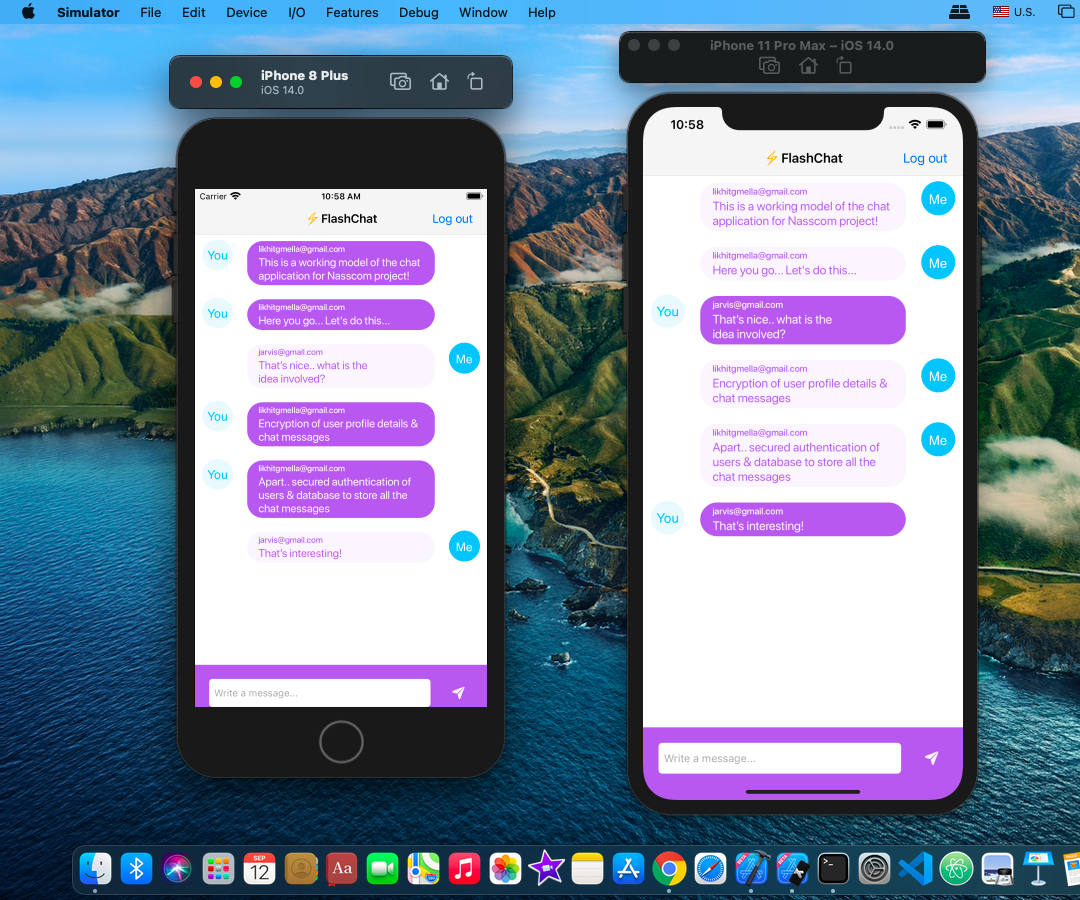 Simulator File Edit Device I/O Features Debug Window Help U.S.
iPhone 8 Plus
iOS 14.0
Carrier 10:58 AM
⚡FlashChat Log out
likhitgmella@gmail.com
You This is a working model of the chat
application for Nasscom project!
likhitgmella@gmail.com
You Here you go... Let's do this...
jarvis@gmail.com
That's nice.. what is the Me
idea involved?
likhitgmella@gmail.com
You Encryption of user profile details &
chat messages
likhitgmella@gmail.com
You Apart.. secured authentication of
users & database to store all the
chat messages
jarvis@gmail.com
That's interesting! Me
Write a message...
iPhone 11 Pro Max – iOS 14.0
10:58
⚡FlashChat Log out
likhitgmella@gmail.com
This is a working model of the chat Me
application for Nasscom project!
likhitgmella@gmail.com
Here you go... Let's do this... Me
jarvis@gmail.com
You That's nice.. what is the
idea involved?
likhitgmella@gmail.com
Encryption of user profile details & Me
chat messages
likhitgmella@gmail.com
Apart.. secured authentication of Me
users & database to store all the
chat messages
jarvis@gmail.com
You That's interesting!
Write a message...
SEP
12
Aa
>_